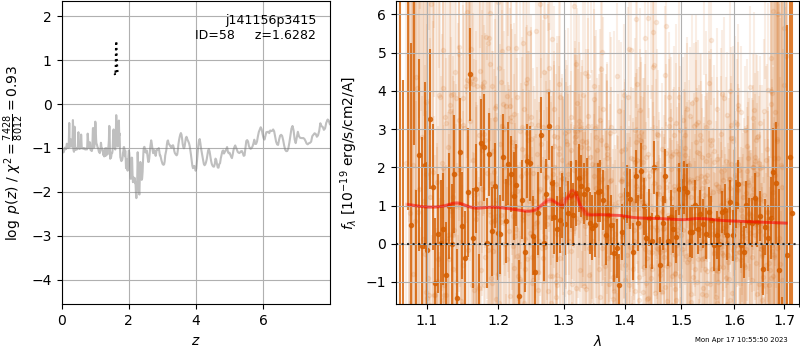 j141156p3415
ID=58 z=1.6282
log p(z) / χ² = 7428/8012 = 0.93
2
1
0
−1
−2
−3
−4
0 2 4 6
z
fλ [10⁻¹⁹ erg/s/cm2/A]
6
5
4
3
2
1
0
−1
1.1 1.2 1.3 1.4 1.5 1.6 1.7
λ
Mon Apr 17 10:55:50 2023